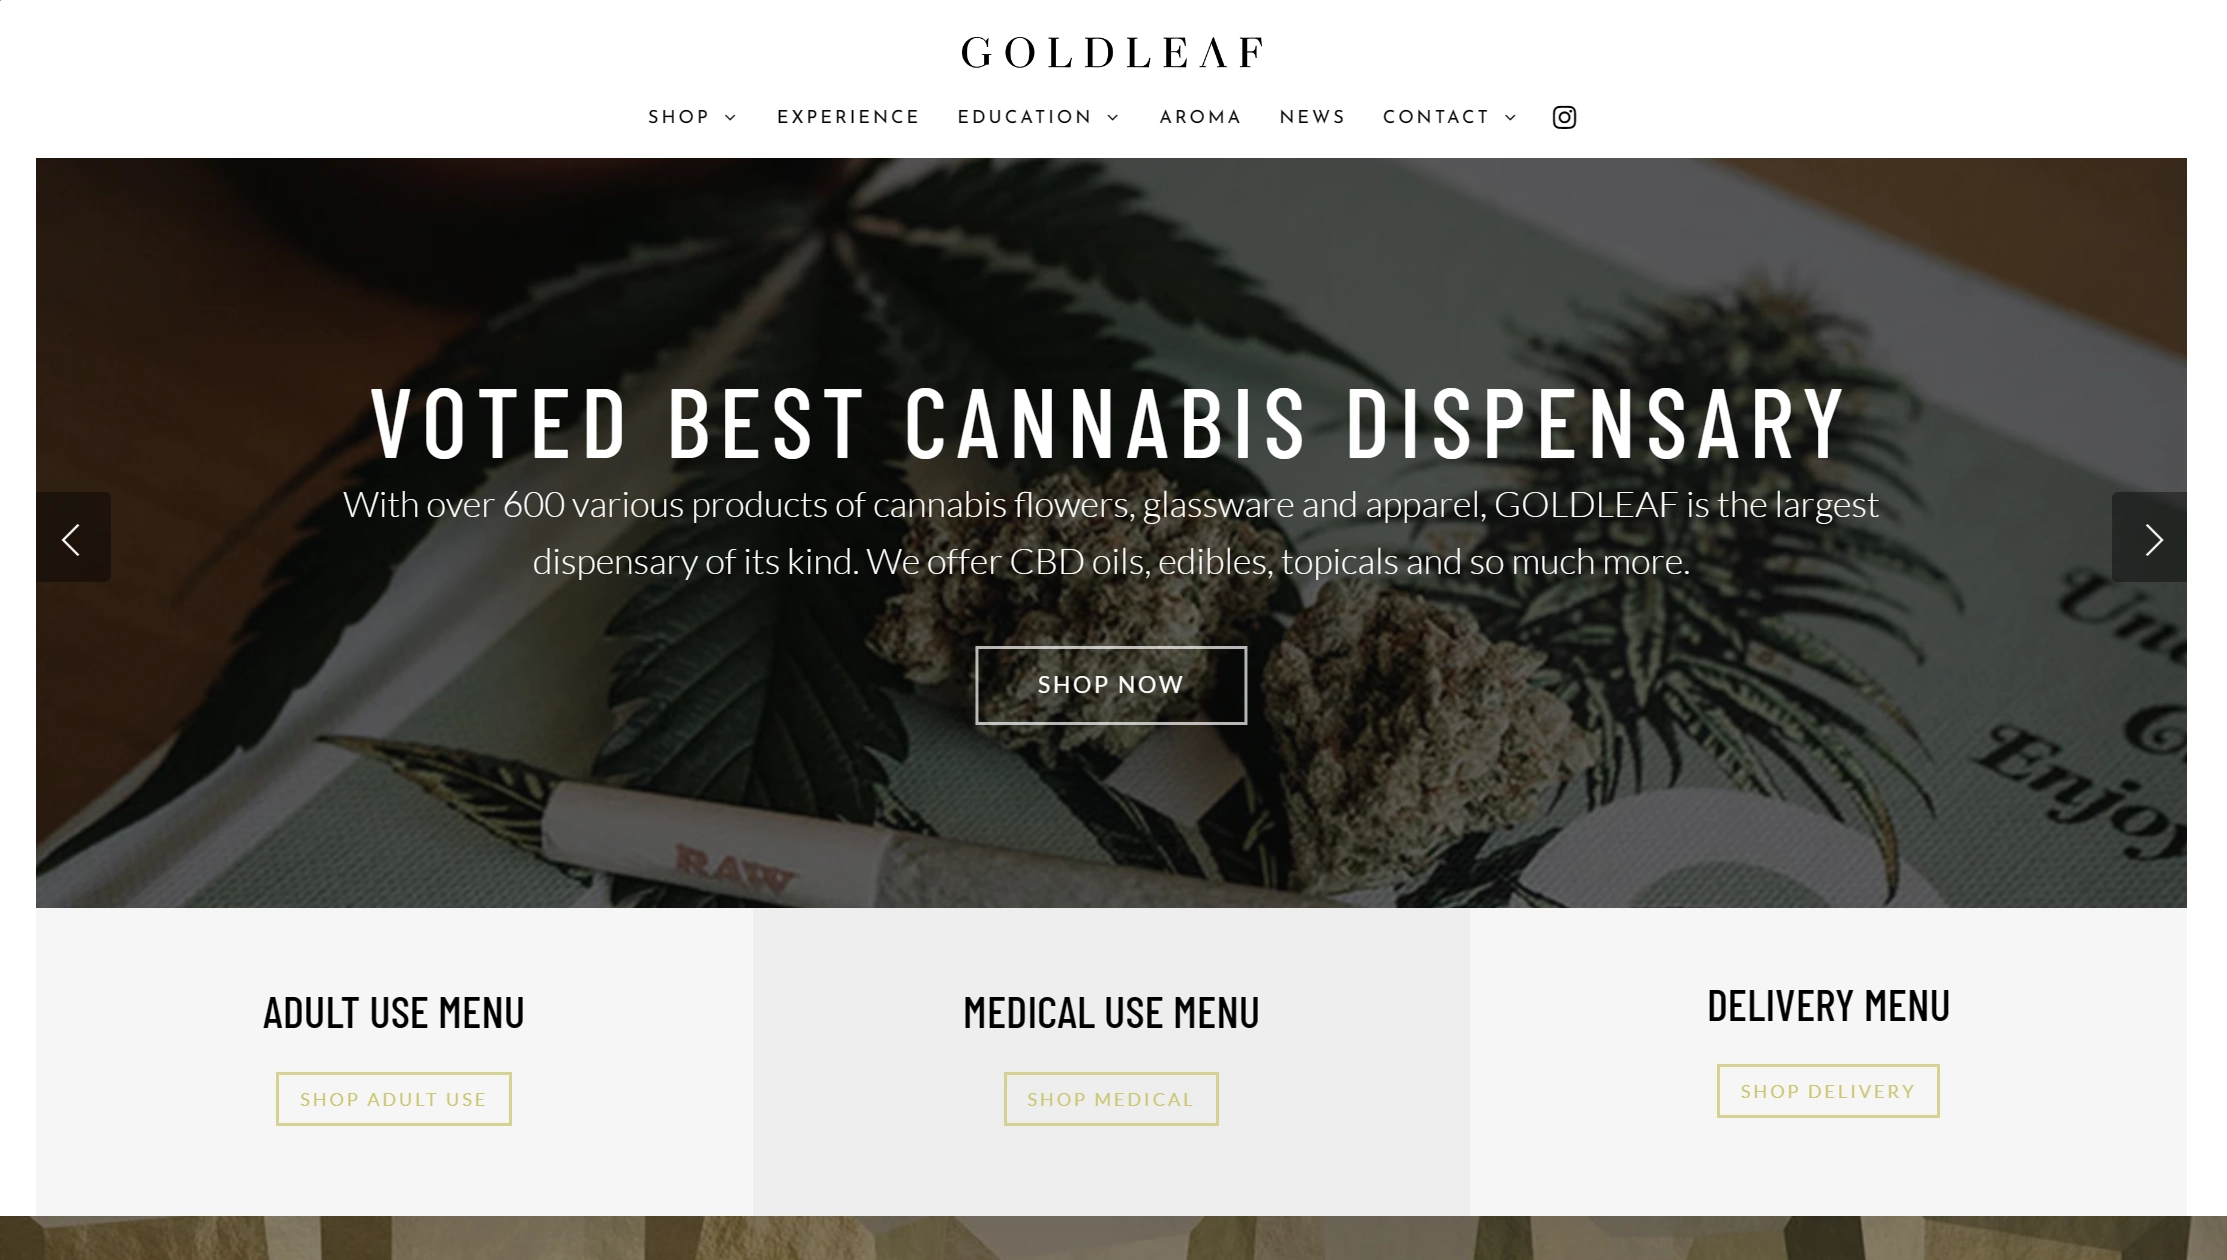 GOLDLEAF
SHOP EXPERIENCE EDUCATION AROMA NEWS CONTACT
VOTED BEST CANNABIS DISPENSARY
With over 600 various products of cannabis flowers, glassware and apparel, GOLDLEAF is the largest
dispensary of its kind. We offer CBD oils, edibles, topicals and so much more.
SHOP NOW
Enjoy
RAW
ADULT USE MENU
SHOP ADULT USE
MEDICAL USE MENU
SHOP MEDICAL
DELIVERY MENU
SHOP DELIVERY